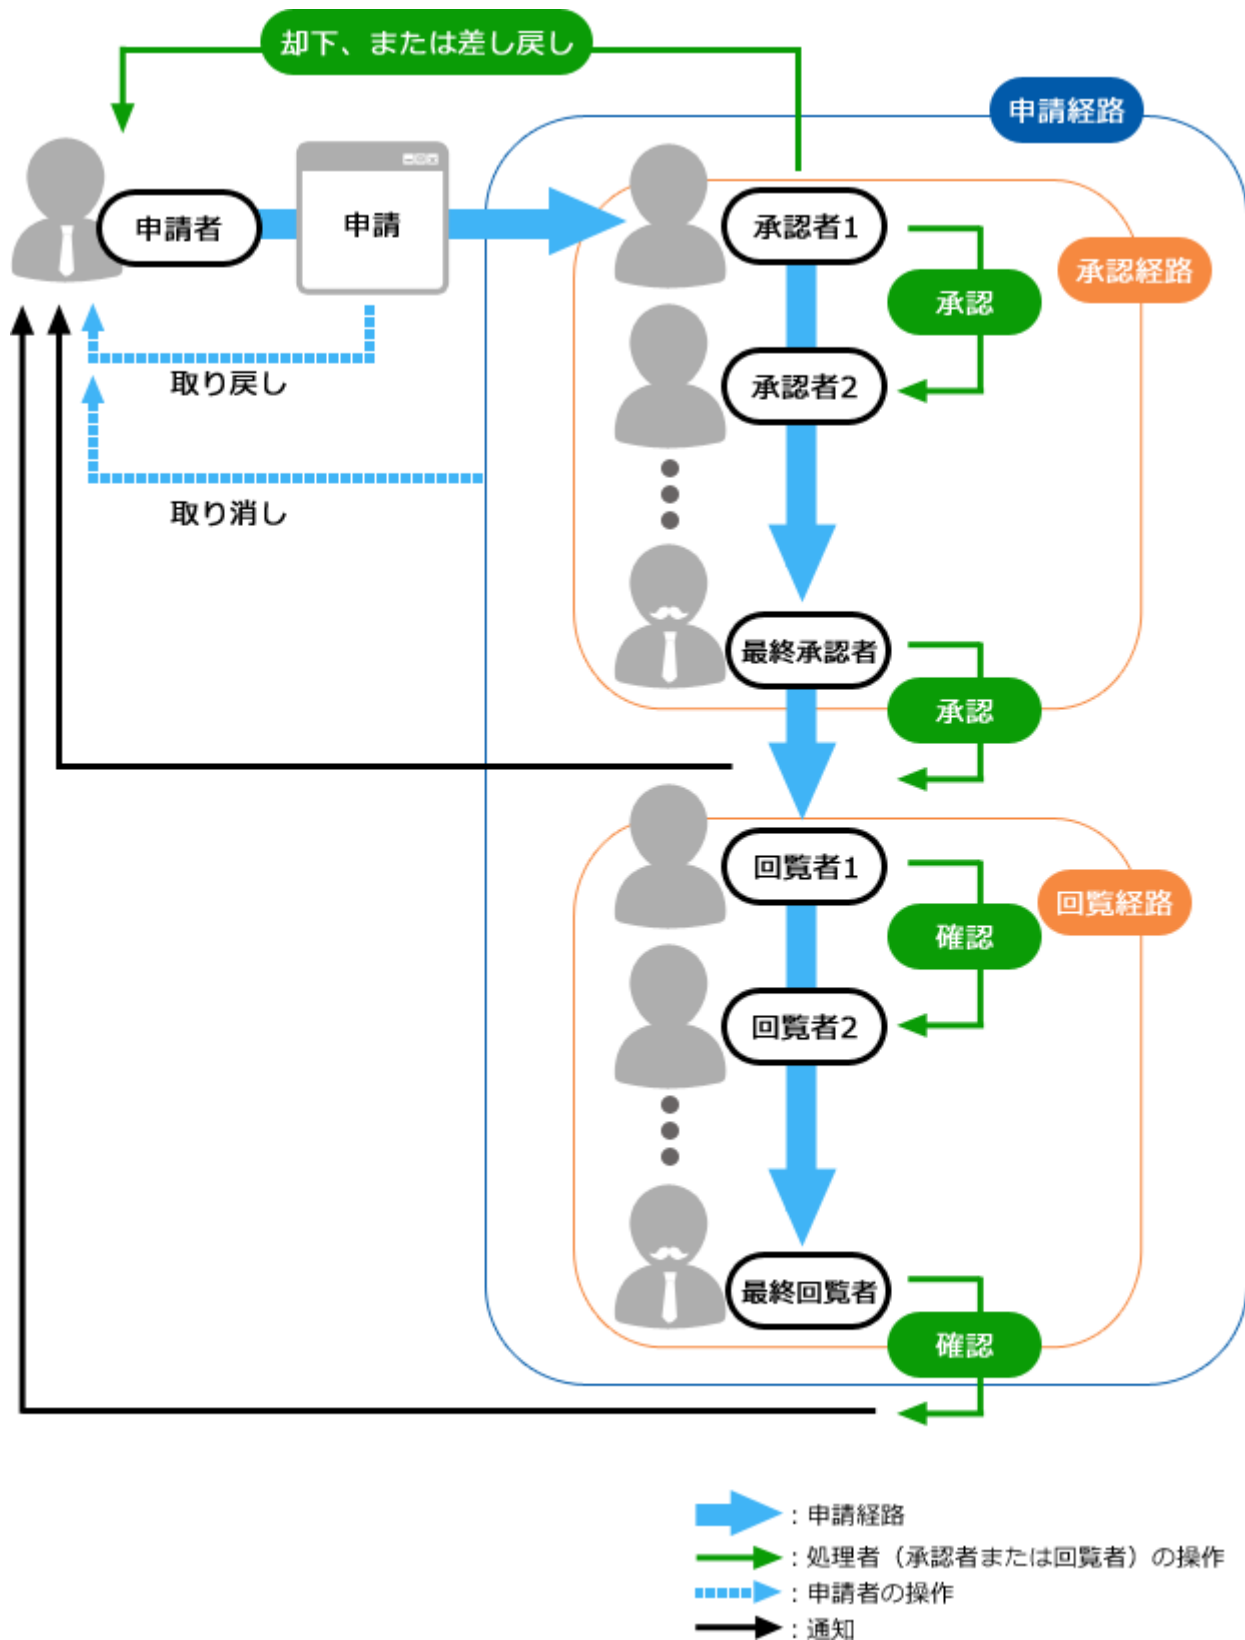 却下、または差し戻し
申請経路
申請者
申請
承認者1
承認経路
承認
取り戻し
承認者2
取り消し
最終承認者
承認
回覧者1
回覧経路
確認
回覧者2
最終回覧者
確認
：申請経路
：処理者（承認者または回覧者）の操作
：申請者の操作
：通知